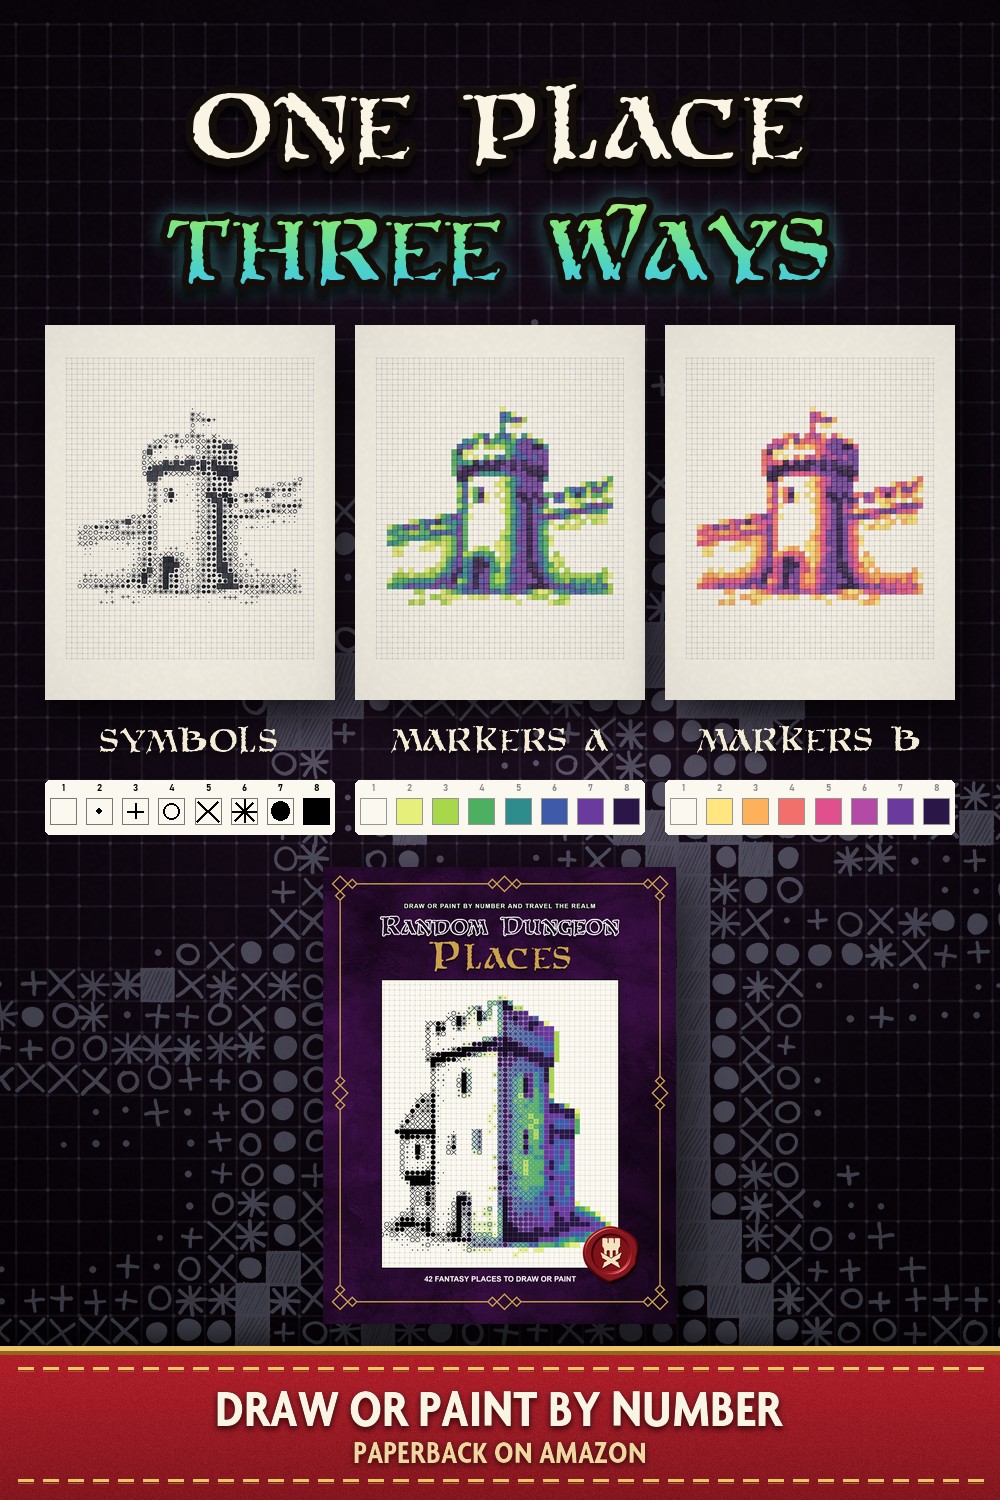 ONE PLACE
THREE WAYS
SYMBOLS
MARKERS A
MARKERS B
1 2 3 4 5 6 7 8
1 2 3 4 5 6 7 8
1 2 3 4 5 6 7 8
DRAW OR PAINT BY NUMBER AND TRAVEL THE REALM
RANDOM DUNGEON
PLACES
42 FANTASY PLACES TO DRAW OR PAINT
DRAW OR PAINT BY NUMBER
PAPERBACK ON AMAZON